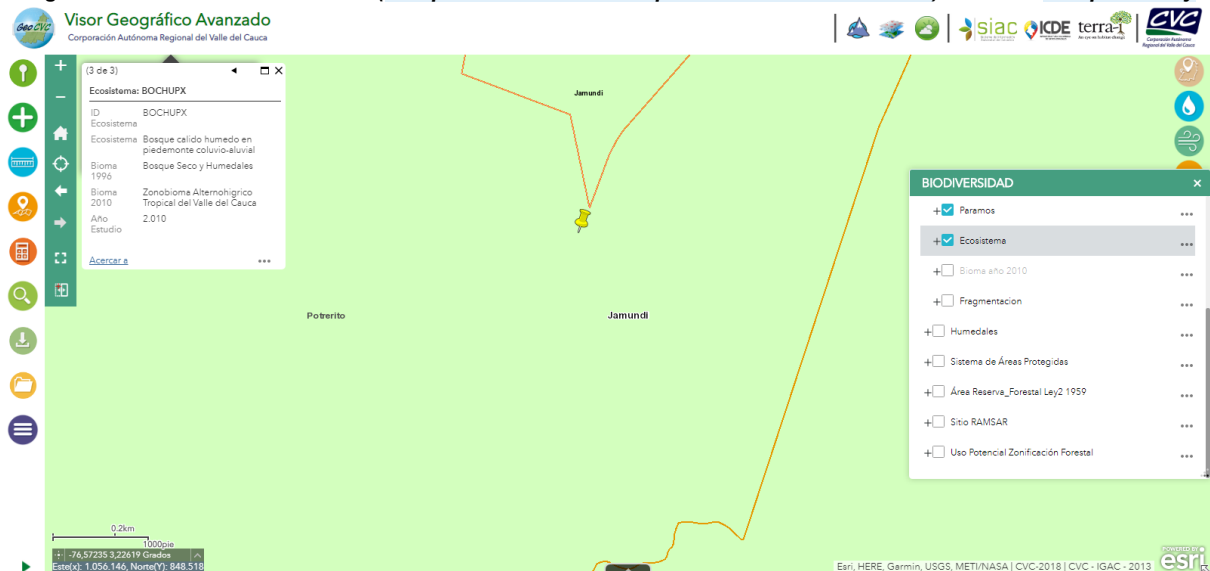 Visor Geográfico Avanzado
Corporación Autónoma Regional del Valle del Cauca
Geo CVC
siac
ICDE
terra-i
CVC
Corporación Autónoma
Regional del Valle del Cauca
(3 de 3)
Ecosistema: BOCHUPX
ID Ecosistema BOCHUPX
Ecosistema Bosque calido humedo en
piedemonte coluvio-aluvial
Bioma 1996 Bosque Seco y Humedales
Bioma 2010 Zonobioma Alternohigrico
Tropical del Valle del Cauca
Año Estudio 2.010
Acercar a
Jamundi
Potrerito
Jamundi
BIODIVERSIDAD
Paramos
Ecosistema
Bioma año 2010
Fragmentacion
Humedales
Sistema de Áreas Protegidas
Área Reserva_Forestal Ley2 1959
Sitio RAMSAR
Uso Potencial Zonificación Forestal
0.2km
1000pie
-76,57235 3,22619 Grados
Este(x): 1.056.146, Norte(Y): 848.518
Esri, HERE, Garmin, USGS, METI/NASA | CVC-2018 | CVC - IGAC - 2013
POWERED BY
esri